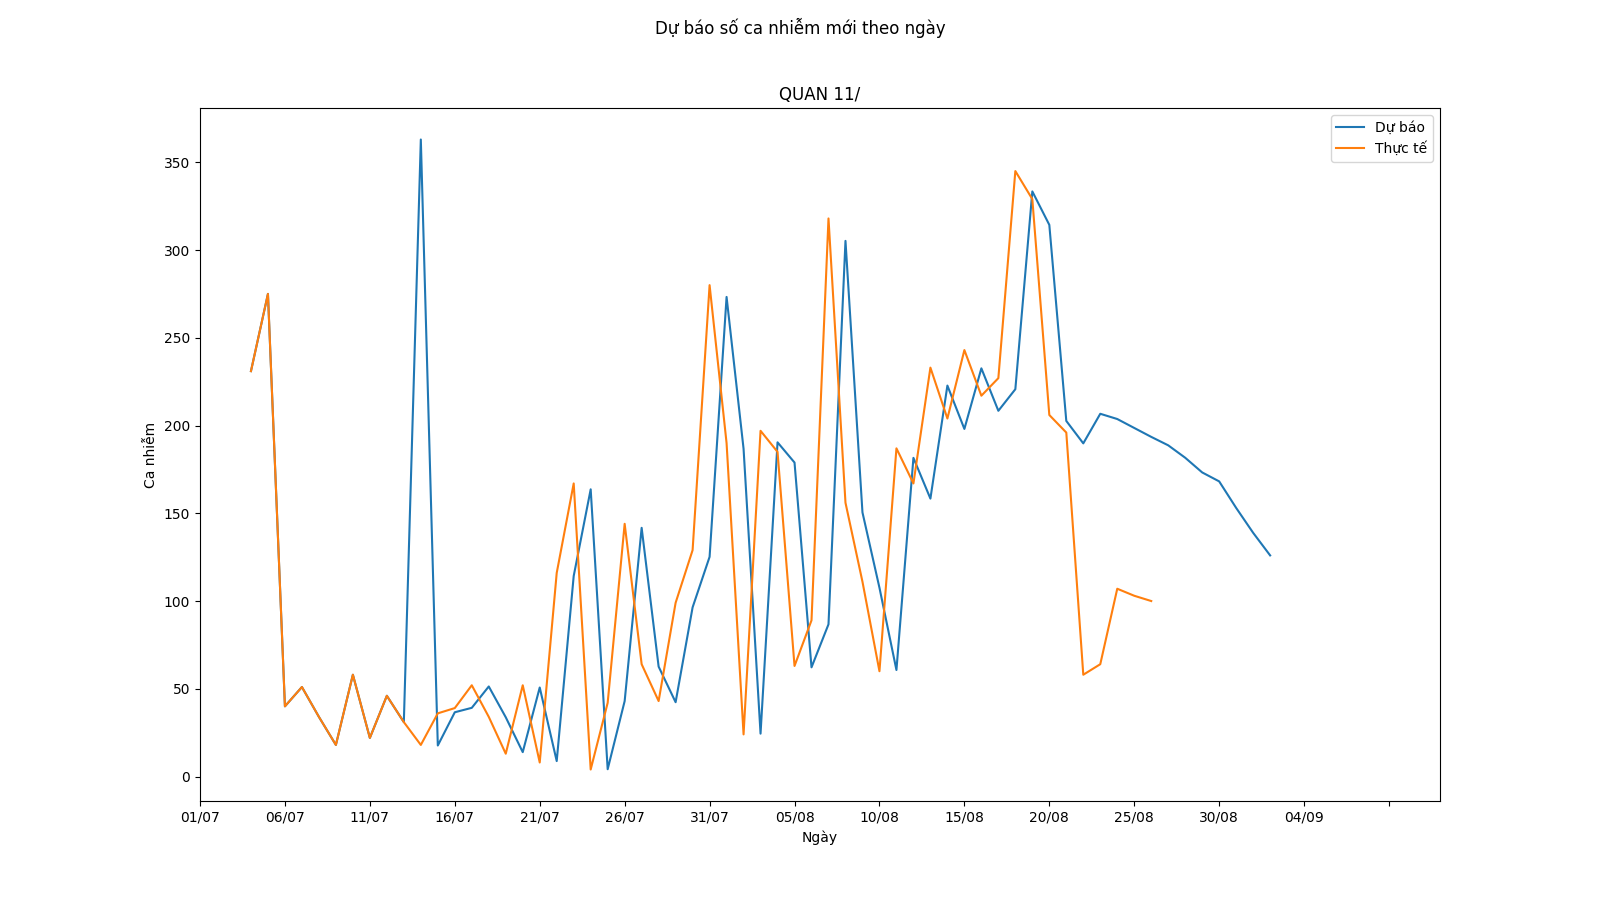 Dự báo số ca nhiễm mới theo ngày
QUAN 11/
Dự báo
Thực tế
350
300
250
200
150
100
50
0
Ca nhiễm
01/07 06/07 11/07 16/07 21/07 26/07 31/07 05/08 10/08 15/08 20/08 25/08 30/08 04/09
Ngày